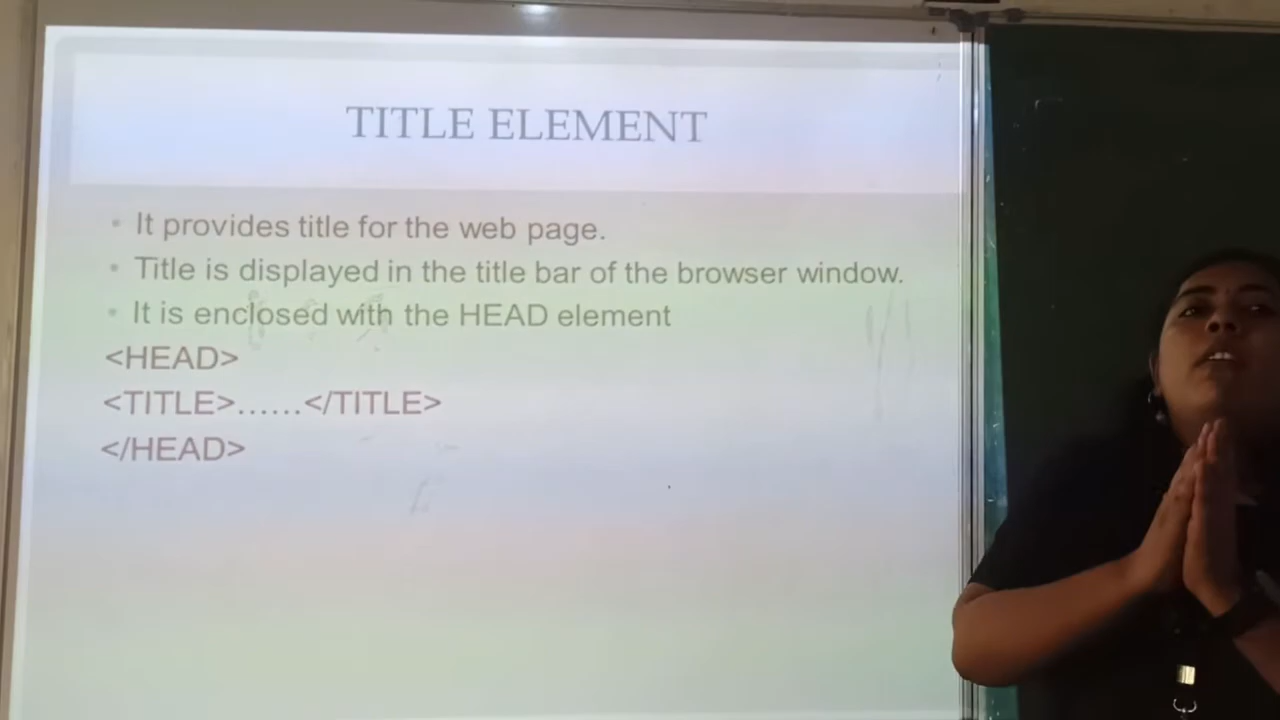 TITLE ELEMENT
• It provides title for the web page.
• Title is displayed in the title bar of the browser window.
• It is enclosed with the HEAD element
<HEAD>
<TITLE>......</TITLE>
</HEAD>